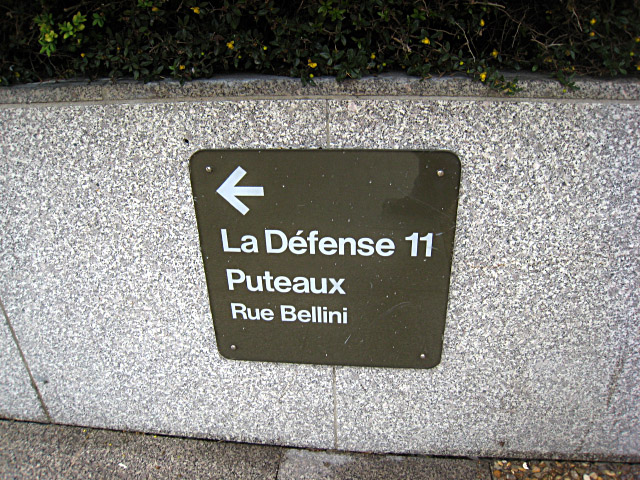 La Défense 11
Puteaux
Rue Bellini